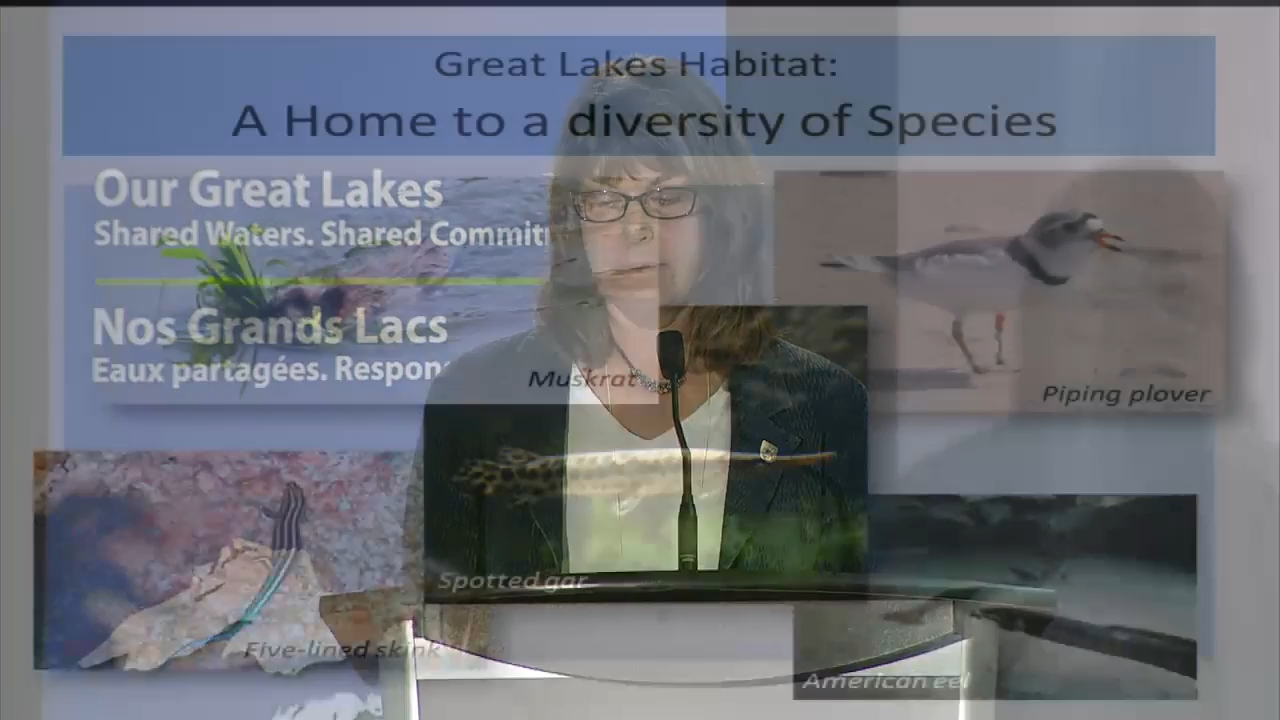 Great Lakes Habitat:
A Home to a diversity of Species
Our Great Lakes
Shared Waters. Shared Commit
Nos Grands Lacs
Eaux partagées. Respon
Muskrat
Piping plover
Spotted gar
Five-lined skink
American eel